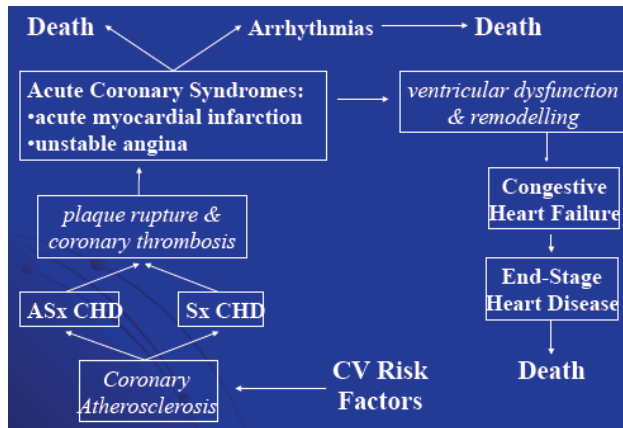 Death
Arrhythmias
Death
Acute Coronary Syndromes:
•acute myocardial infarction
•unstable angina
ventricular dysfunction
& remodelling
plaque rupture &
coronary thrombosis
Congestive
Heart Failure
ASx CHD
Sx CHD
End-Stage
Heart Disease
Coronary
Atherosclerosis
CV Risk
Factors
Death